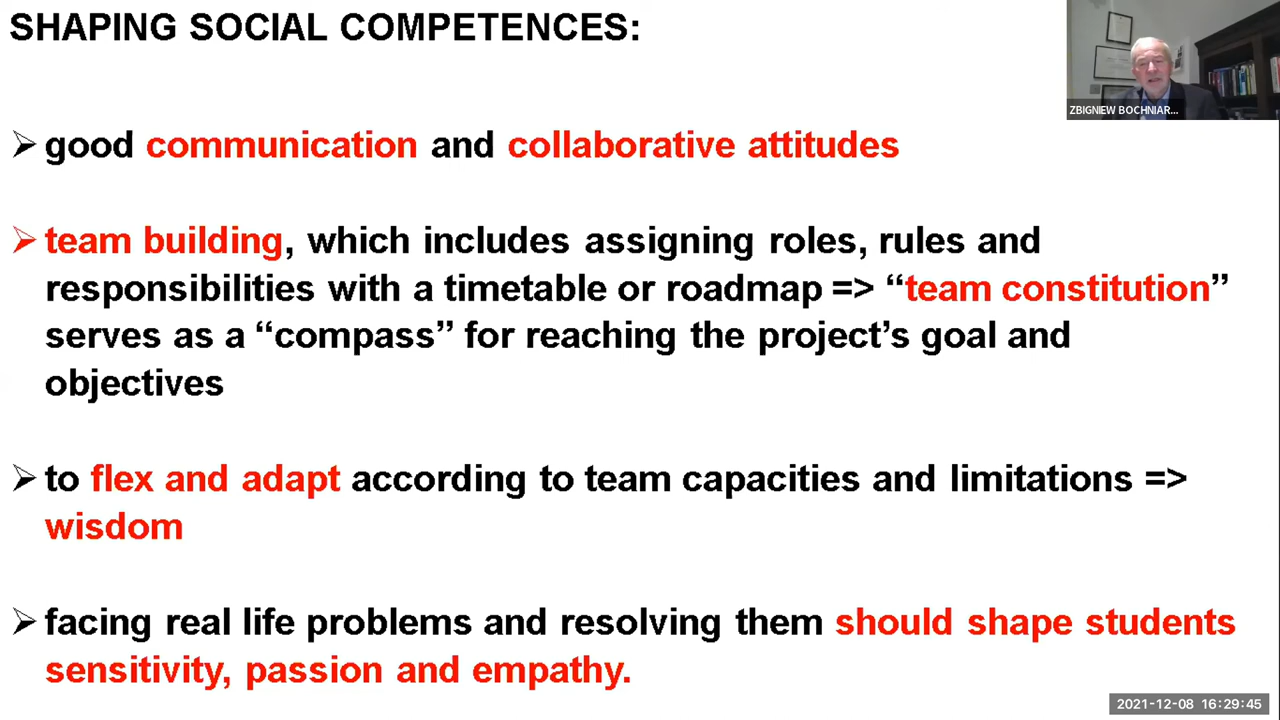 SHAPING SOCIAL COMPETENCES:
ZBIGNIEW BOCHNIAR...
➢ good communication and collaborative attitudes
➢ team building, which includes assigning roles, rules and
responsibilities with a timetable or roadmap => “team constitution”
serves as a “compass” for reaching the project’s goal and
objectives
➢ to flex and adapt according to team capacities and limitations =>
wisdom
➢ facing real life problems and resolving them should shape students
sensitivity, passion and empathy.
2021-12-08 16:29:45